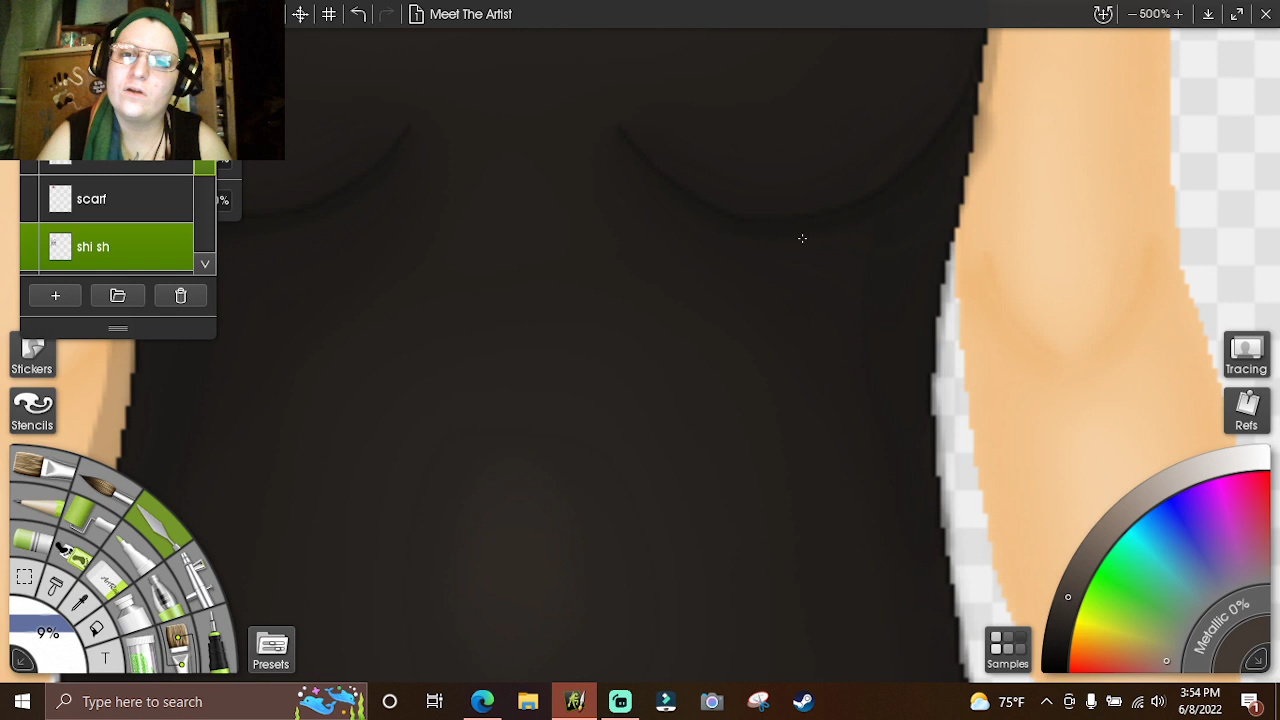 Meet The Artist
500%
%
scarf
%
shi sh
Stickers
Stencils
Tracing
Refs
9%
T
Presets
Samples
Metallic 0%
Type here to search
75°F
3:54 PM
6/8/2022
1